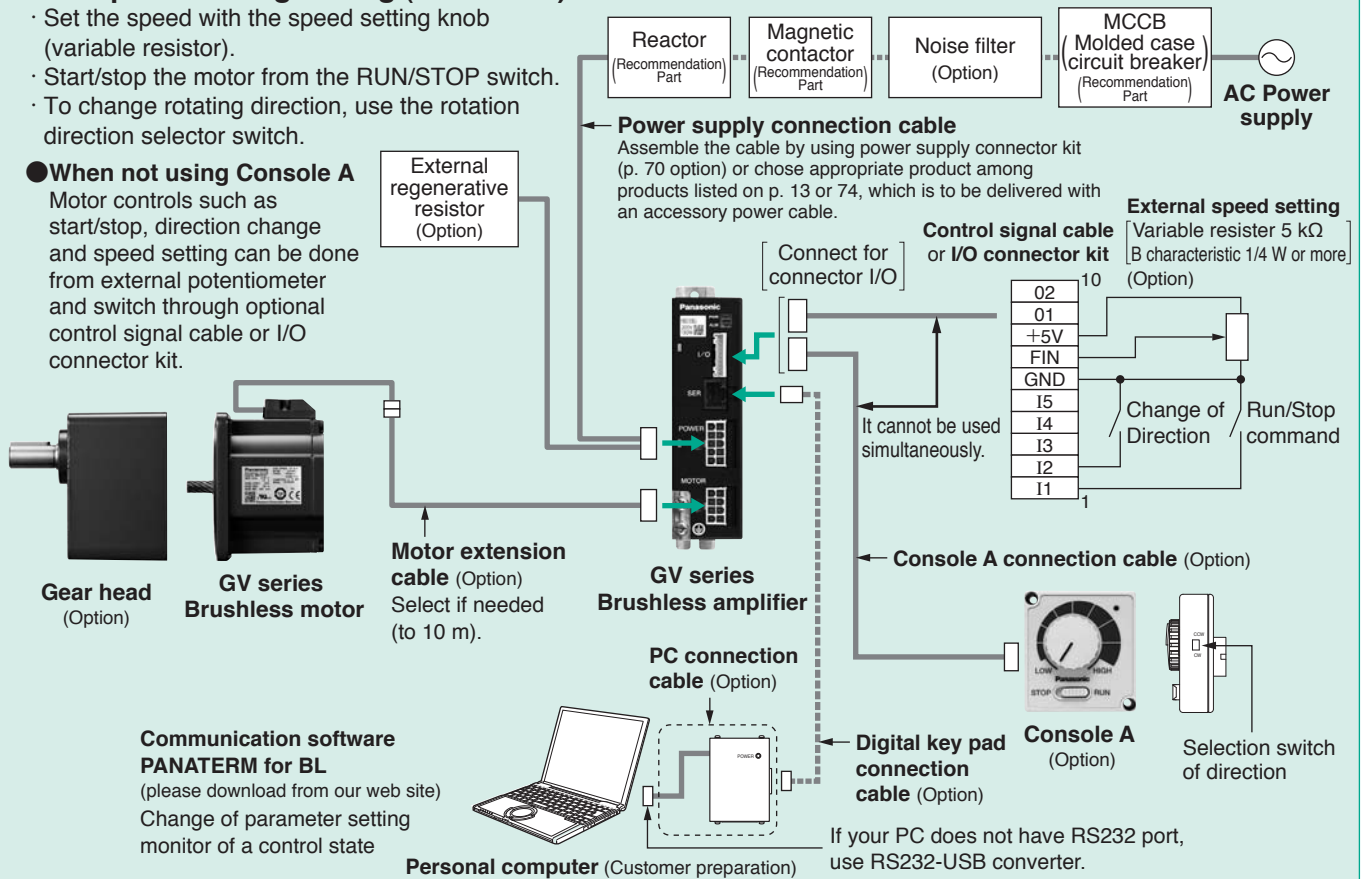 · Set the speed with the speed setting knob
(variable resistor).
· Start/stop the motor from the RUN/STOP switch.
· To change rotating direction, use the rotation
direction selector switch.
●When not using Console A
Motor controls such as
start/stop, direction change
and speed setting can be done
from external potentiometer
and switch through optional
control signal cable or I/O
connector kit.
External
regenerative
resistor
(Option)
Reactor
(Recommendation
Part)
Magnetic
contactor
(Recommendation
Part)
Noise filter
(Option)
MCCB
(Molded case
circuit breaker)
(Recommendation
Part)
AC Power
supply
Power supply connection cable
Assemble the cable by using power supply connector kit
(p. 70 option) or chose appropriate product among
products listed on p. 13 or 74, which is to be delivered with
an accessory power cable.
[Connect for
connector I/O]
Control signal cable
or I/O connector kit
External speed setting
[Variable resister 5 kΩ
B characteristic 1/4 W or more]
(Option)
10
02
01
+5V
FIN
GND
I5
I4
I3
I2
I1
1
Change of
Direction
Run/Stop
command
It cannot be used
simultaneously.
Panasonic
I/O
SER
POWER
MOTOR
GV series
Brushless amplifier
Panasonic
Gear head
(Option)
GV series
Brushless motor
Motor extension
cable (Option)
Select if needed
(to 10 m).
Console A connection cable (Option)
LOW
HIGH
Panasonic
STOP
RUN
CCW
CW
Console A
(Option)
Selection switch
of direction
PC connection
cable (Option)
POWER
Digital key pad
connection
cable (Option)
Communication software
PANATERM for BL
(please download from our web site)
Change of parameter setting
monitor of a control state
Personal computer (Customer preparation)
If your PC does not have RS232 port,
use RS232-USB converter.